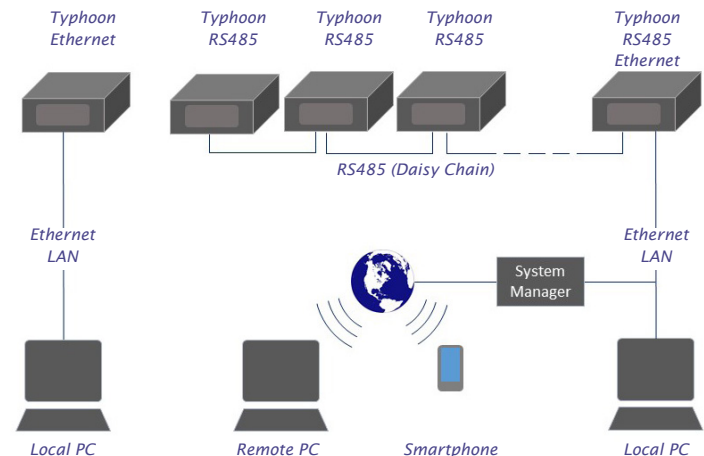 Typhoon
Ethernet
Typhoon
RS485
Typhoon
RS485
Typhoon
RS485
Typhoon
RS485
Ethernet
RS485 (Daisy Chain)
Ethernet
LAN
Ethernet
LAN
System
Manager
Local PC
Remote PC
Smartphone
Local PC